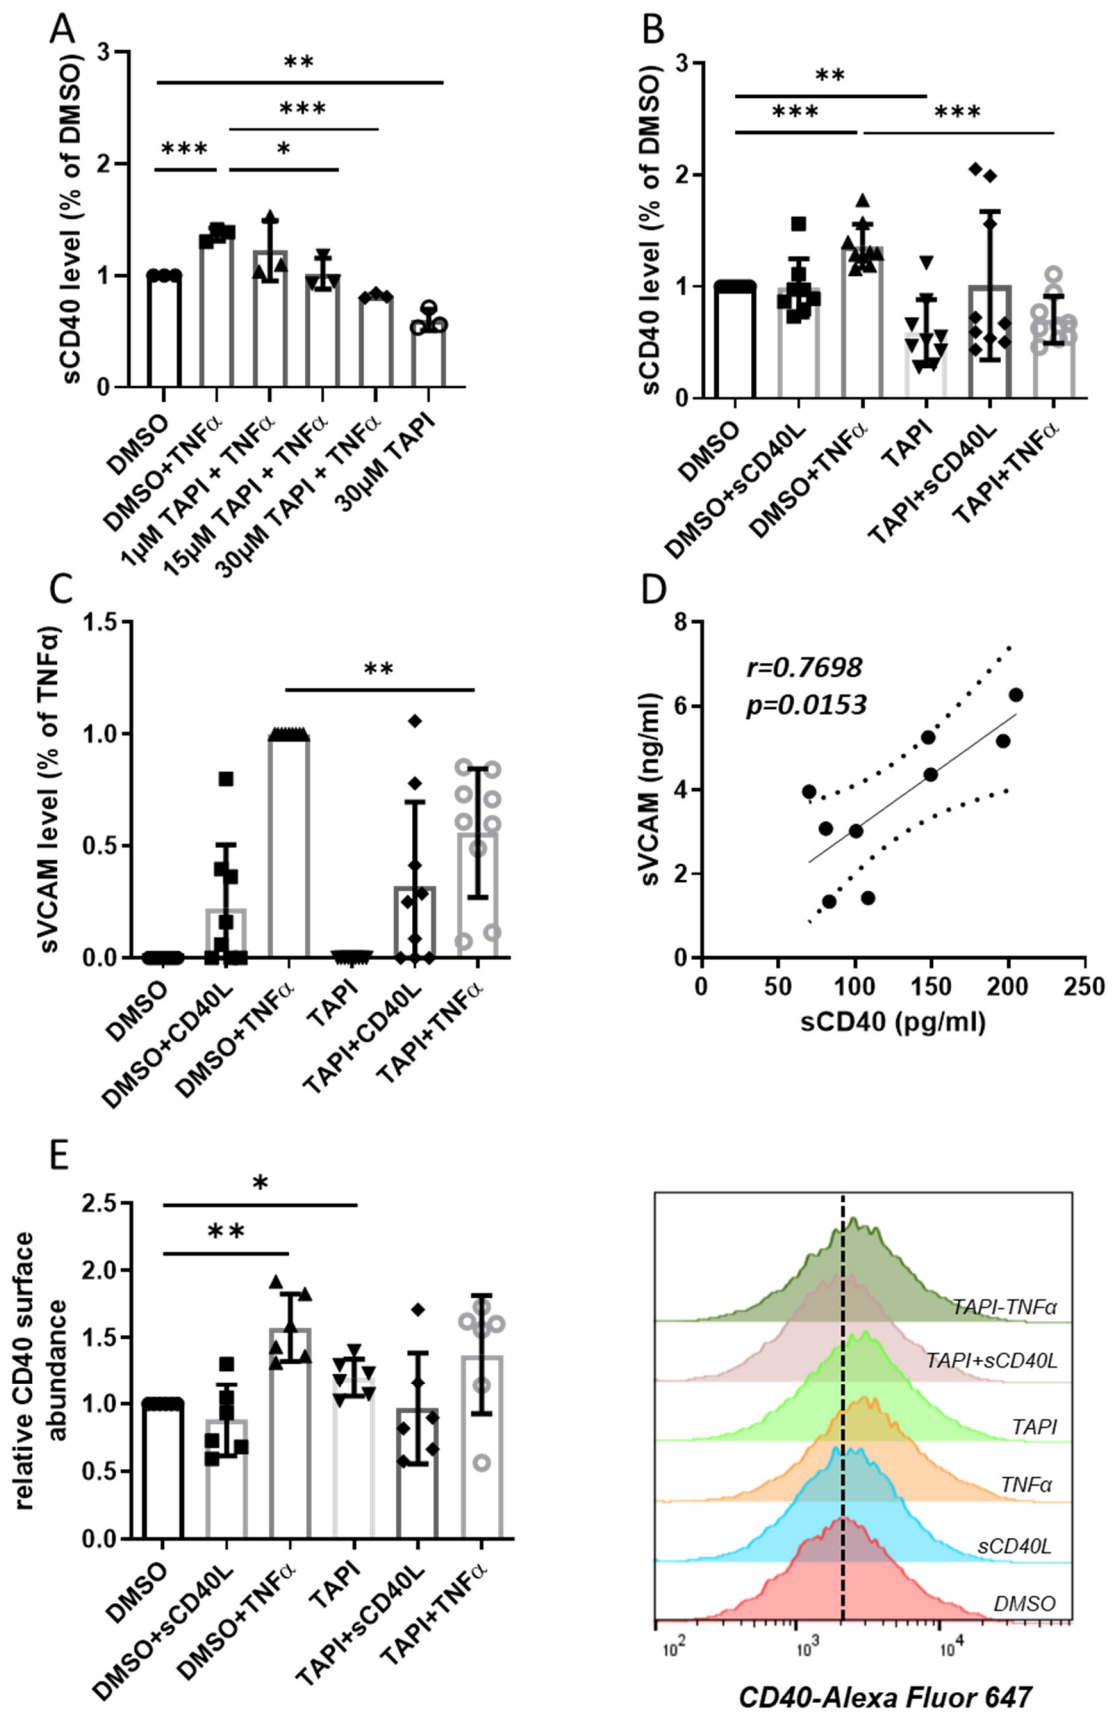 A
sCD40 level (% of DMSO)
3
2
1
0
**
***
***
*
DMSO
DMSO+TNFα
1µM TAPI + TNFα
15µM TAPI + TNFα
30µM TAPI + TNFα
30µM TAPI
B
sCD40 level (% of DMSO)
3
2
1
0
**
***
***
DMSO
DMSO+sCD40L
DMSO+TNFα
TAPI
TAPI+sCD40L
TAPI+TNFα
C
sVCAM level (% of TNFα)
1.5
1.0
0.5
0.0
**
DMSO
DMSO+CD40L
DMSO+TNFα
TAPI
TAPI+CD40L
TAPI+TNFα
D
sVCAM (ng/ml)
8
6
4
2
0
r=0.7698
p=0.0153
0 50 100 150 200 250
sCD40 (pg/ml)
E
relative CD40 surface
abundance
2.5
2.0
1.5
1.0
0.5
0.0
*
**
DMSO
DMSO+sCD40L
DMSO+TNFα
TAPI
TAPI+sCD40L
TAPI+TNFα
TAPI-TNFα
TAPI+sCD40L
TAPI
TNFα
sCD40L
DMSO
10² 10³ 10⁴
CD40-Alexa Fluor 647